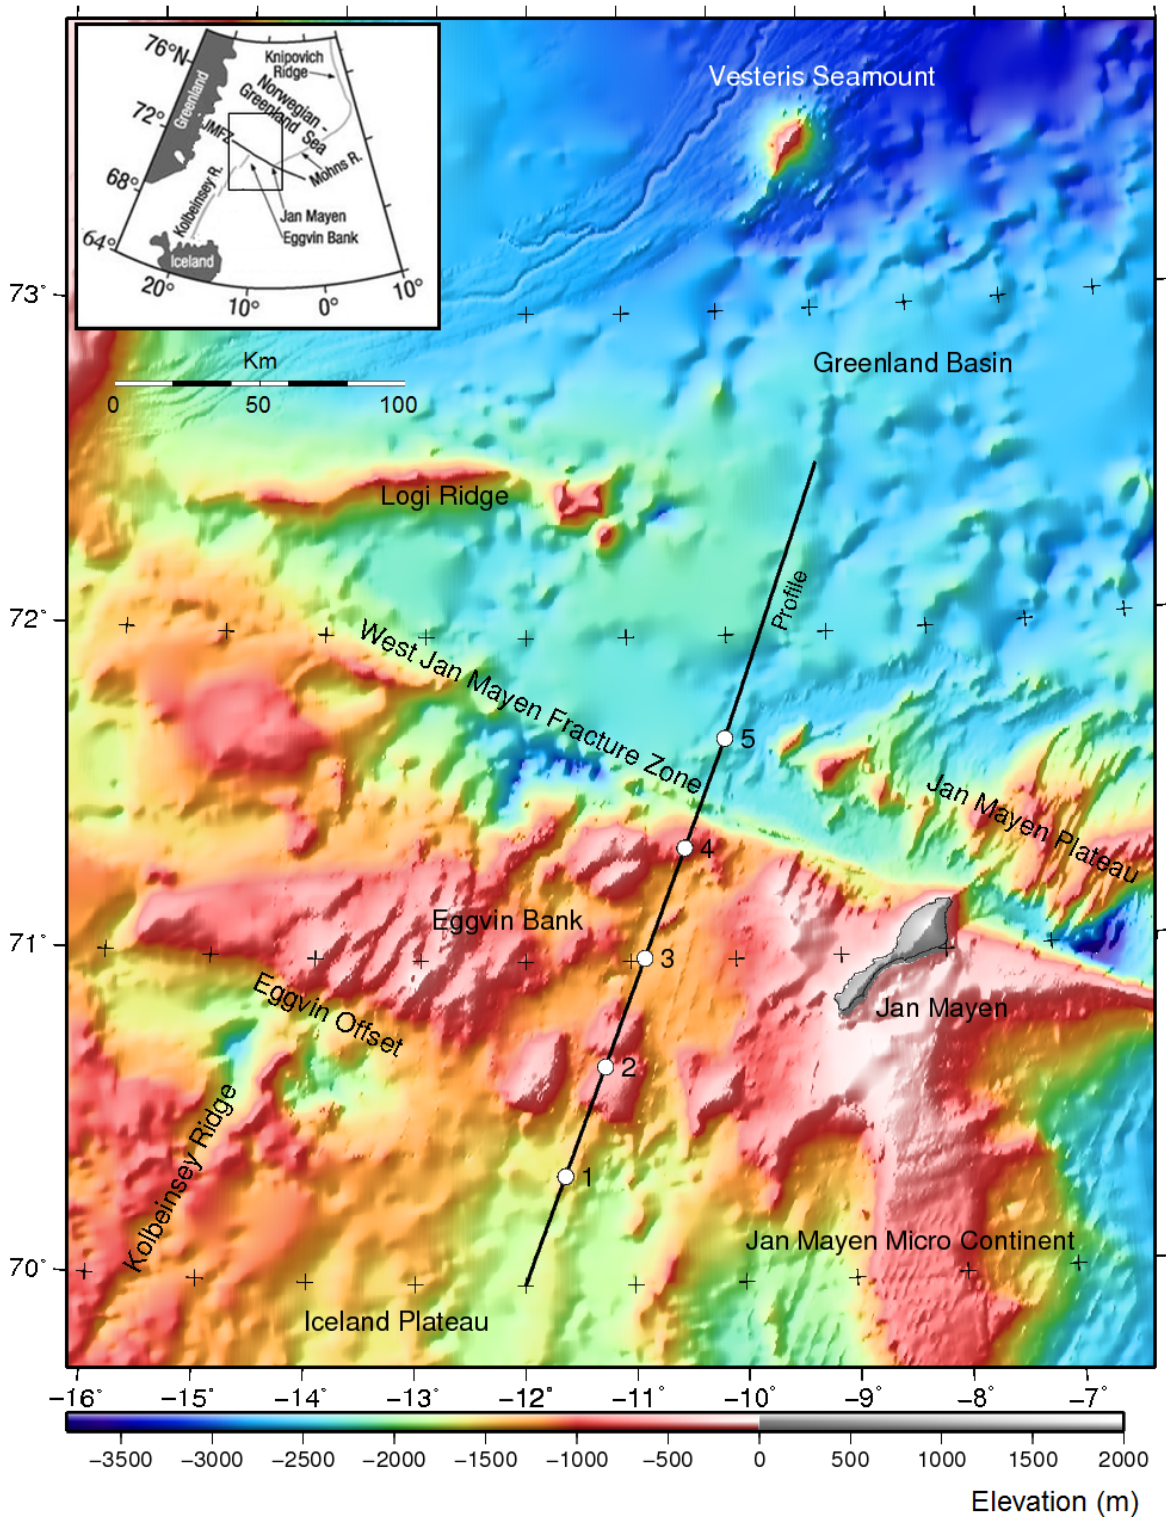 76°N
72°
68°
64°
20°
10°
0°
10°
Greenland
Knipovich
Ridge
Norwegian -
Greenland Sea
JMFZ
Mohns R.
Kolbeinsey R.
Jan Mayen
Eggvin Bank
Iceland
Vesteris Seamount
73°
Km
0 50 100
Greenland Basin
Logi Ridge
Profile
72°
West Jan Mayen Fracture Zone
5
Jan Mayen Plateau
4
Eggvin Bank
71°
3
Eggvin Offset
Jan Mayen
2
Kolbeinsey Ridge
1
Jan Mayen Micro Continent
70°
Iceland Plateau
−16° −15° −14° −13° −12° −11° −10° −9° −8° −7°
−3500 −3000 −2500 −2000 −1500 −1000 −500 0 500 1000 1500 2000
Elevation (m)